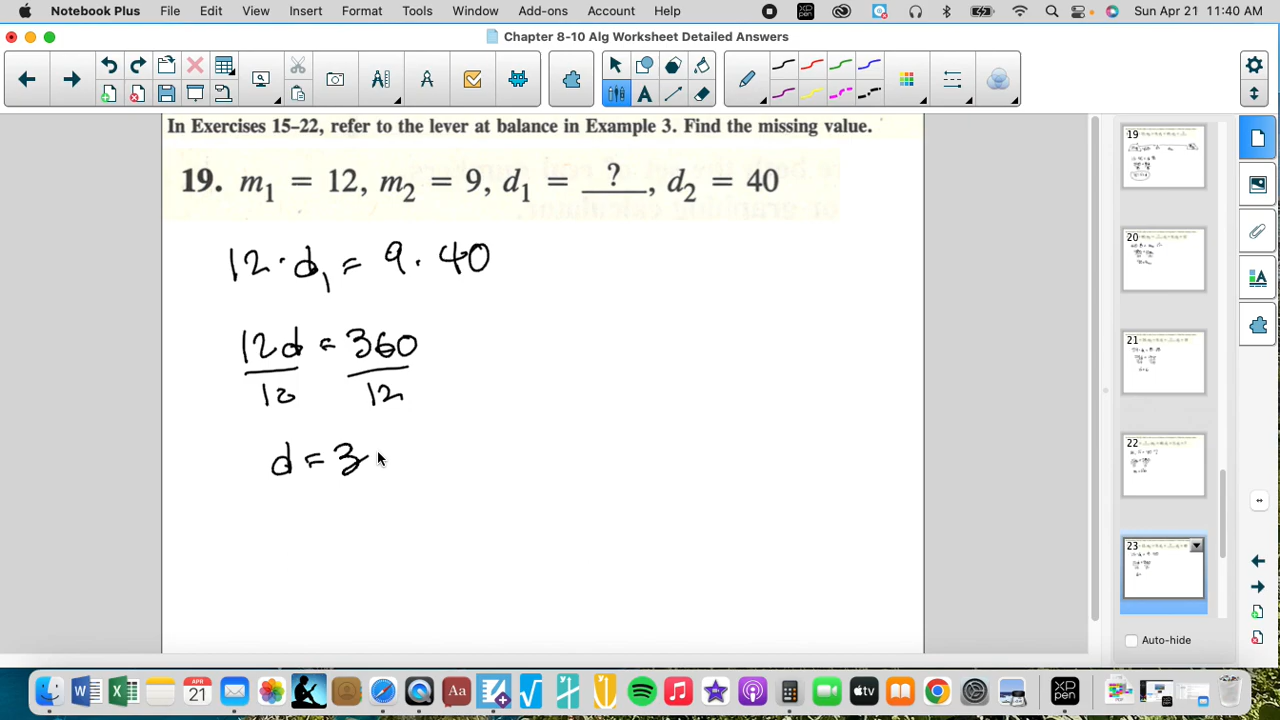 Notebook Plus File Edit View Insert Format Tools Window Add-ons Account Help Sun Apr 21 11:40 AM
Chapter 8-10 Alg Worksheet Detailed Answers
In Exercises 15–22, refer to the lever at balance in Example 3. Find the missing value.
19. m₁ = 12, m₂ = 9, d₁ = ?, d₂ = 40
12 · d₁ = 9 · 40
12d = 360
12 12
d = 3
19
20
21
22
23
Auto-hide
APR
21